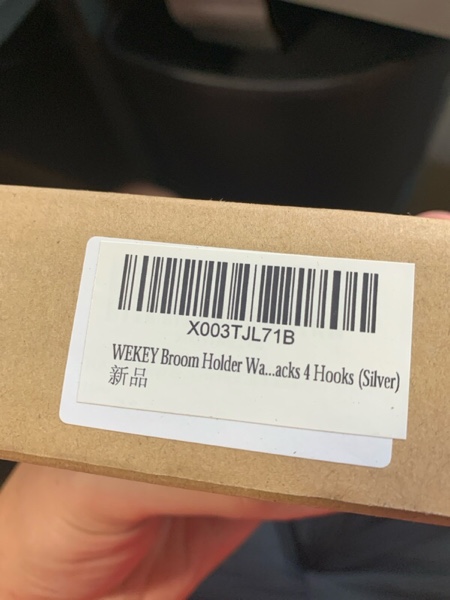 X003TJL71B
WEKEY Broom Holder Wa...acks 4 Hooks (Silver)
新品